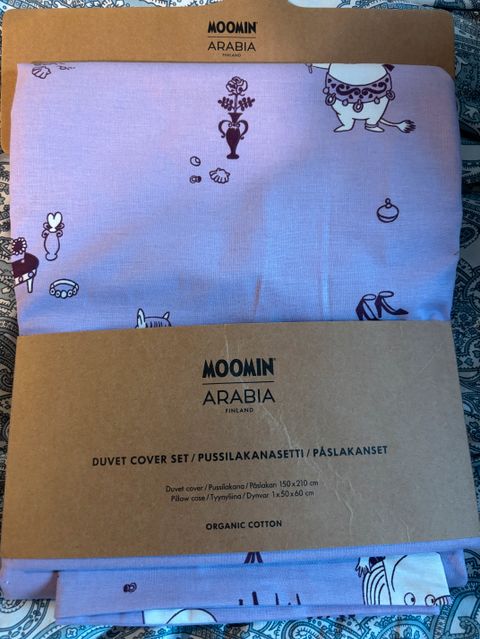 MOOMIN
ARABIA
FINLAND
MOOMIN
ARABIA
FINLAND
DUVET COVER SET / PUSSILAKANASETTI / PÅSLAKANSET
Duvet cover / Pussilakana / Påslakan 150 x 210 cm
Pillow case / Tyynyliina / Dynvar 1 x 50 x 60 cm
ORGANIC COTTON